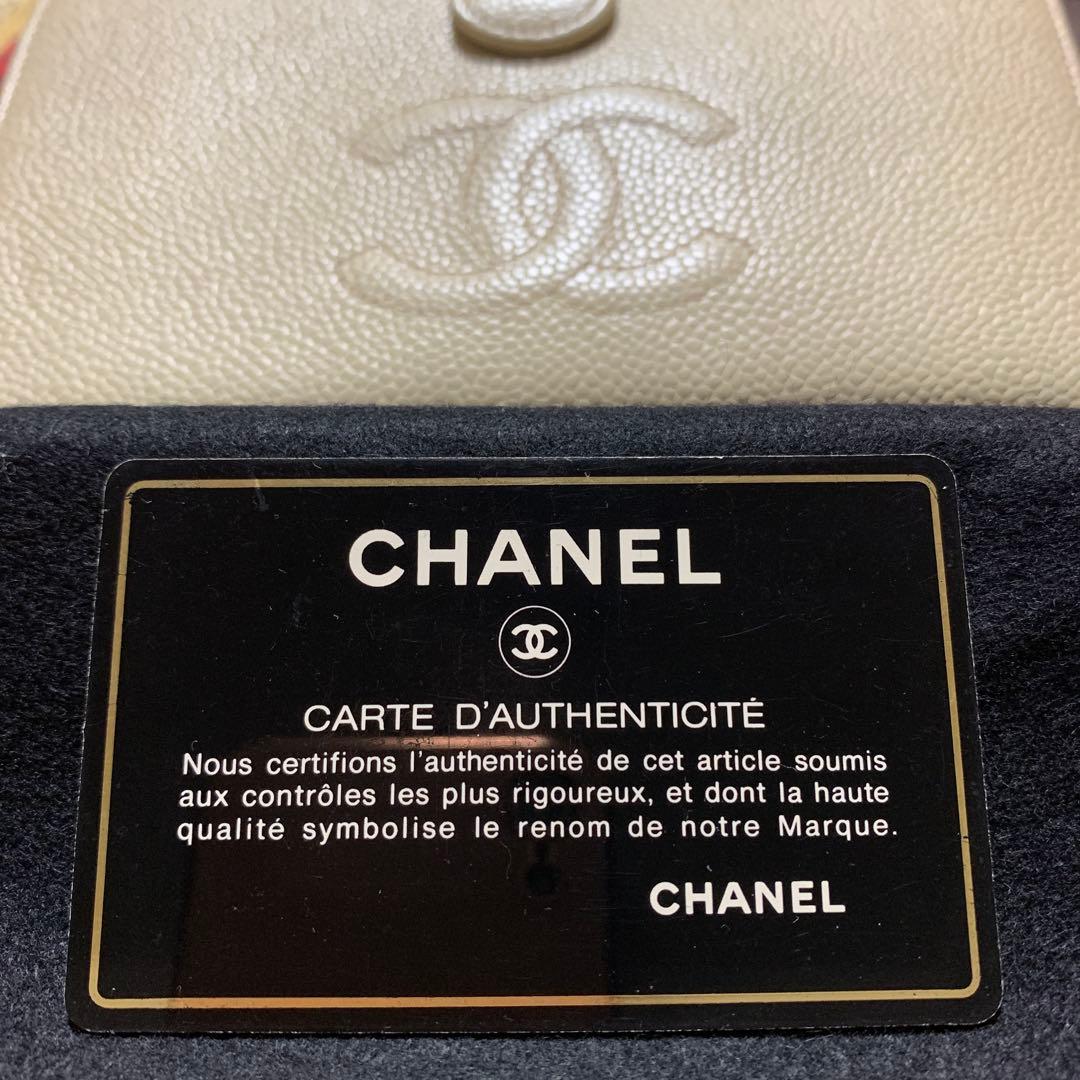 CHANEL
CARTE D'AUTHENTICITÉ
Nous certifions l'authenticité de cet article soumis
aux contrôles les plus rigoureux, et dont la haute
qualité symbolise le renom de notre Marque.
CHANEL